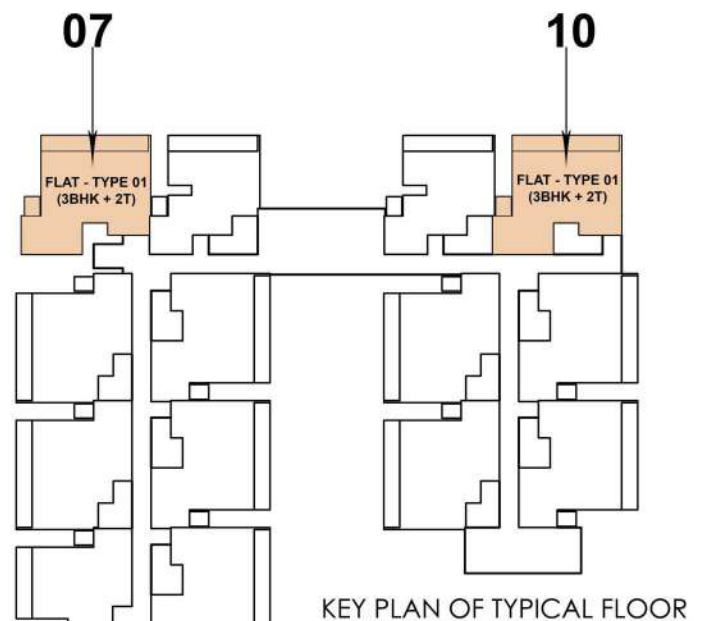 07
10
FLAT - TYPE 01
(3BHK + 2T)
FLAT - TYPE 01
(3BHK + 2T)
KEY PLAN OF TYPICAL FLOOR